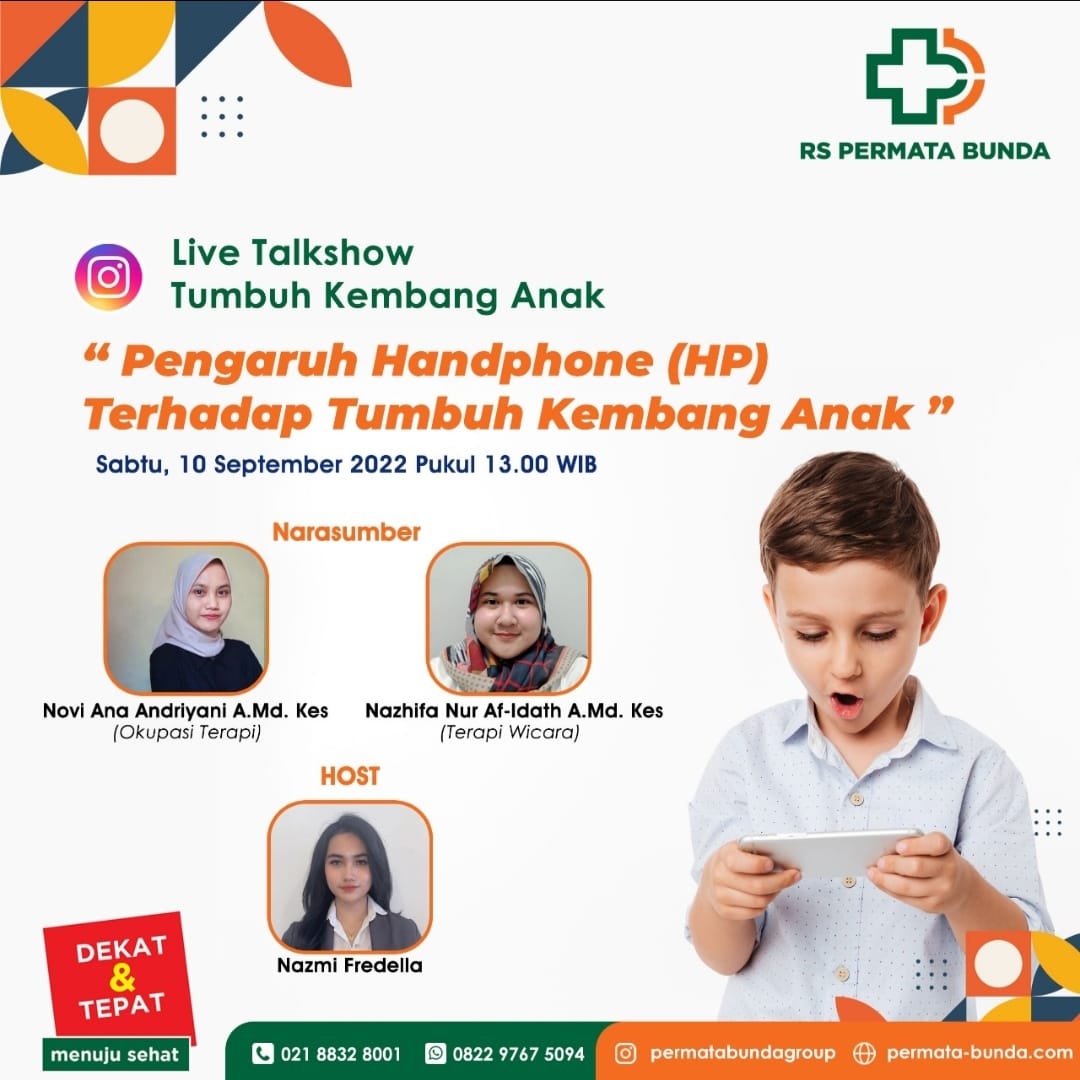 RS PERMATA BUNDA
Live Talkshow
Tumbuh Kembang Anak
“ Pengaruh Handphone (HP)
Terhadap Tumbuh Kembang Anak ”
Sabtu, 10 September 2022 Pukul 13.00 WIB
Narasumber
Novi Ana Andriyani A.Md. Kes
(Okupasi Terapi)
Nazhifa Nur Af-Idath A.Md. Kes
(Terapi Wicara)
HOST
Nazmi Fredella
DEKAT
&
TEPAT
menuju sehat
021 8832 8001
0822 9767 5094
permatabundagroup
permata-bunda.com